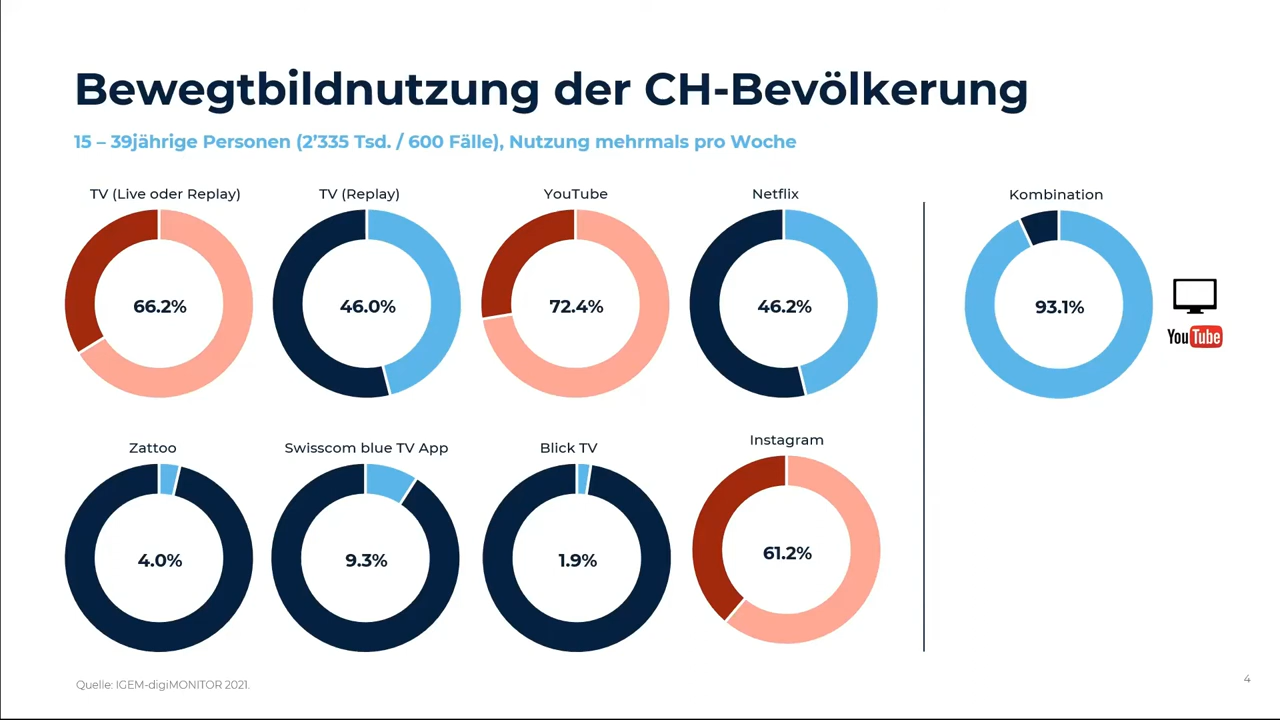 Bewegtbildnutzung der CH-Bevölkerung
15 – 39jährige Personen (2’335 Tsd. / 600 Fälle), Nutzung mehrmals pro Woche
TV (Live oder Replay)
66.2%
TV (Replay)
46.0%
YouTube
72.4%
Netflix
46.2%
Kombination
93.1%
YouTube
Zattoo
4.0%
Swisscom blue TV App
9.3%
Blick TV
1.9%
Instagram
61.2%
Quelle: IGEM-digiMONITOR 2021.
4